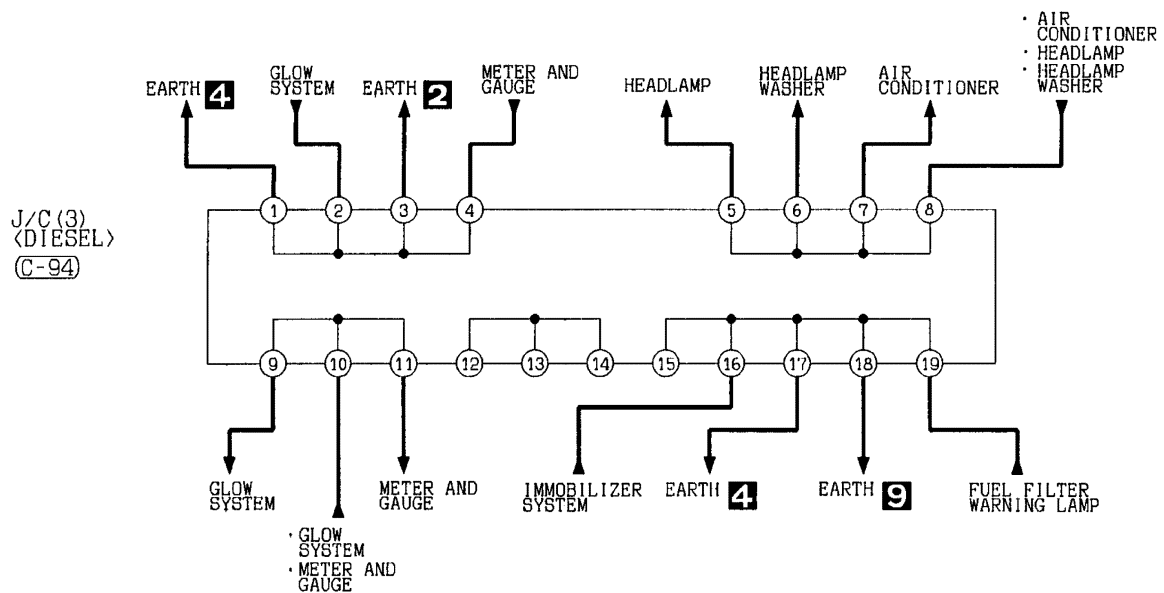 · AIR
CONDITIONER
· HEADLAMP
· HEADLAMP
WASHER
EARTH 4
GLOW
SYSTEM
EARTH 2
METER AND
GAUGE
HEADLAMP
HEADLAMP
WASHER
AIR
CONDITIONER
1 2 3 4 5 6 7 8
J/C(3)
〈DIESEL〉
C-94
9 10 11 12 13 14 15 16 17 18 19
GLOW
SYSTEM
METER AND
GAUGE
IMMOBILIZER
SYSTEM
EARTH 4
EARTH 9
FUEL FILTER
WARNING LAMP
· GLOW
SYSTEM
· METER AND
GAUGE